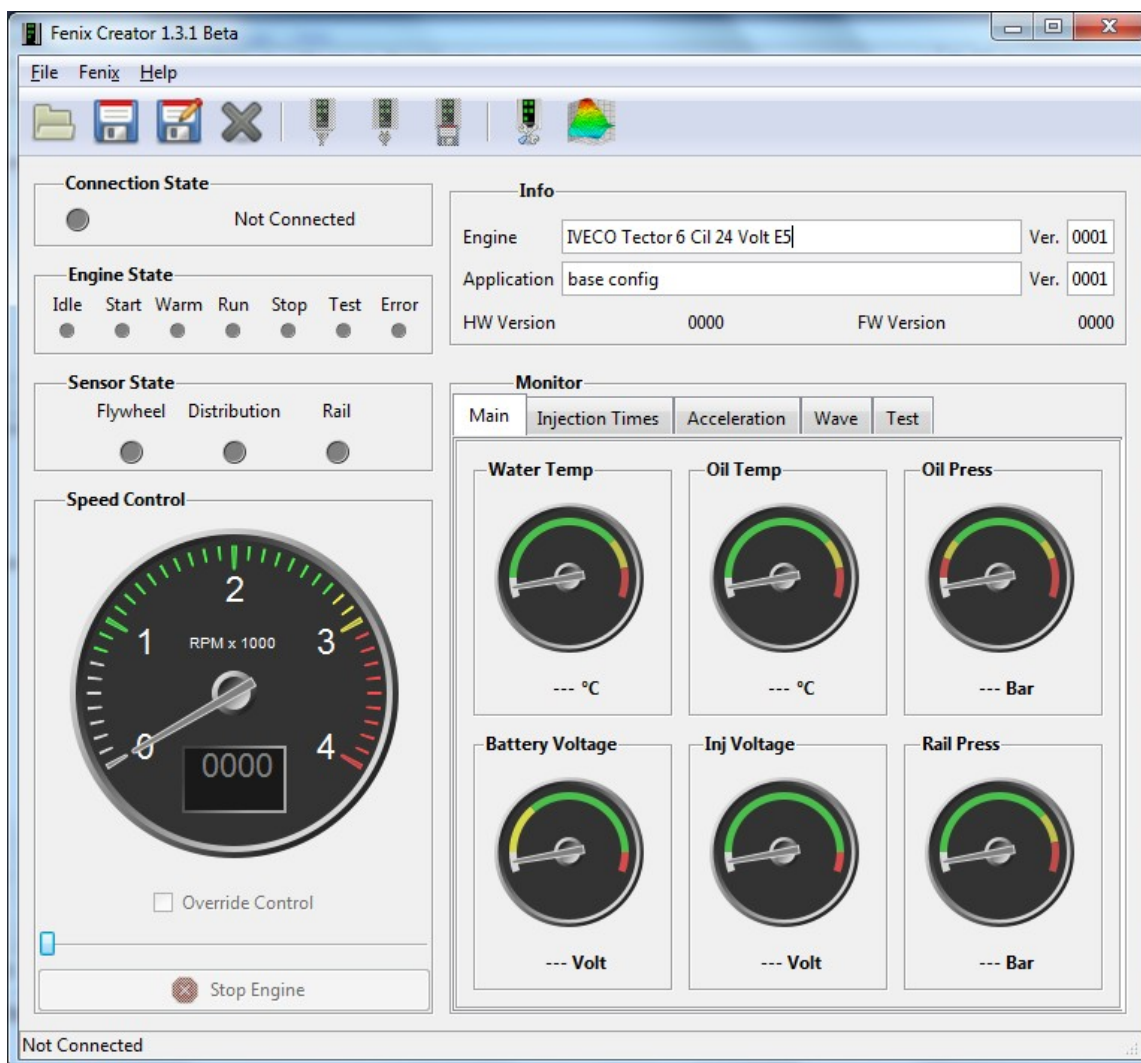 Fenix Creator 1.3.1 Beta
File Fenix Help
Connection State
Not Connected
Engine State
Idle Start Warm Run Stop Test Error
Sensor State
Flywheel Distribution Rail
Speed Control
0
1
2
3
4
RPM x 1000
0000
Override Control
Stop Engine
Info
Engine IVECO Tector 6 Cil 24 Volt E5 Ver. 0001
Application base config Ver. 0001
HW Version 0000 FW Version 0000
Monitor
Main Injection Times Acceleration Wave Test
Water Temp Oil Temp Oil Press
--- °C --- °C --- Bar
Battery Voltage Inj Voltage Rail Press
--- Volt --- Volt --- Bar
Not Connected